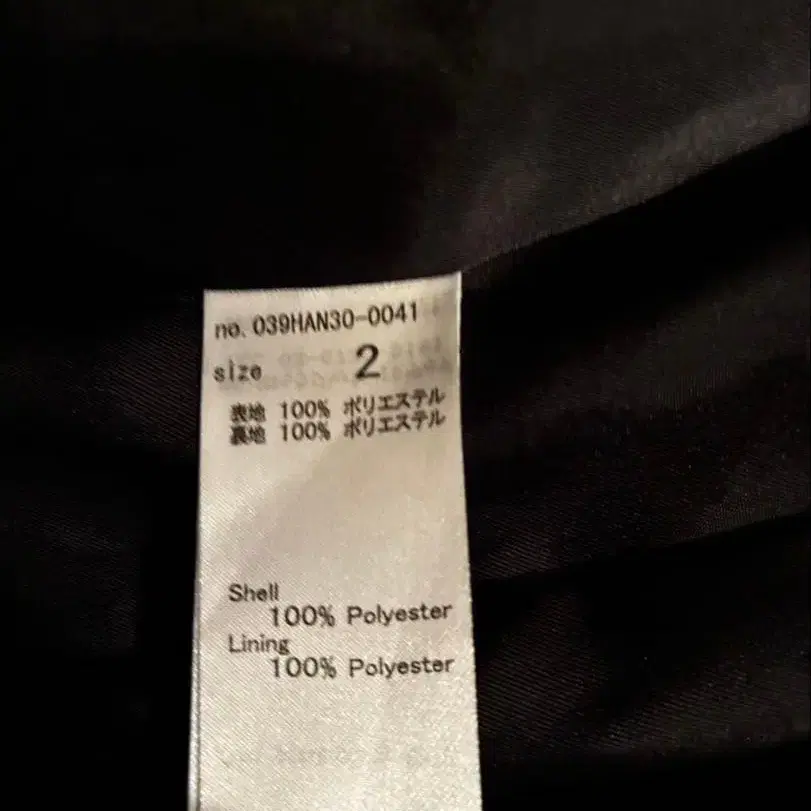 no. 039HAN30-0041
size 2
表地 100% ポリエステル
裏地 100% ポリエステル
Shell
100% Polyester
Lining
100% Polyester